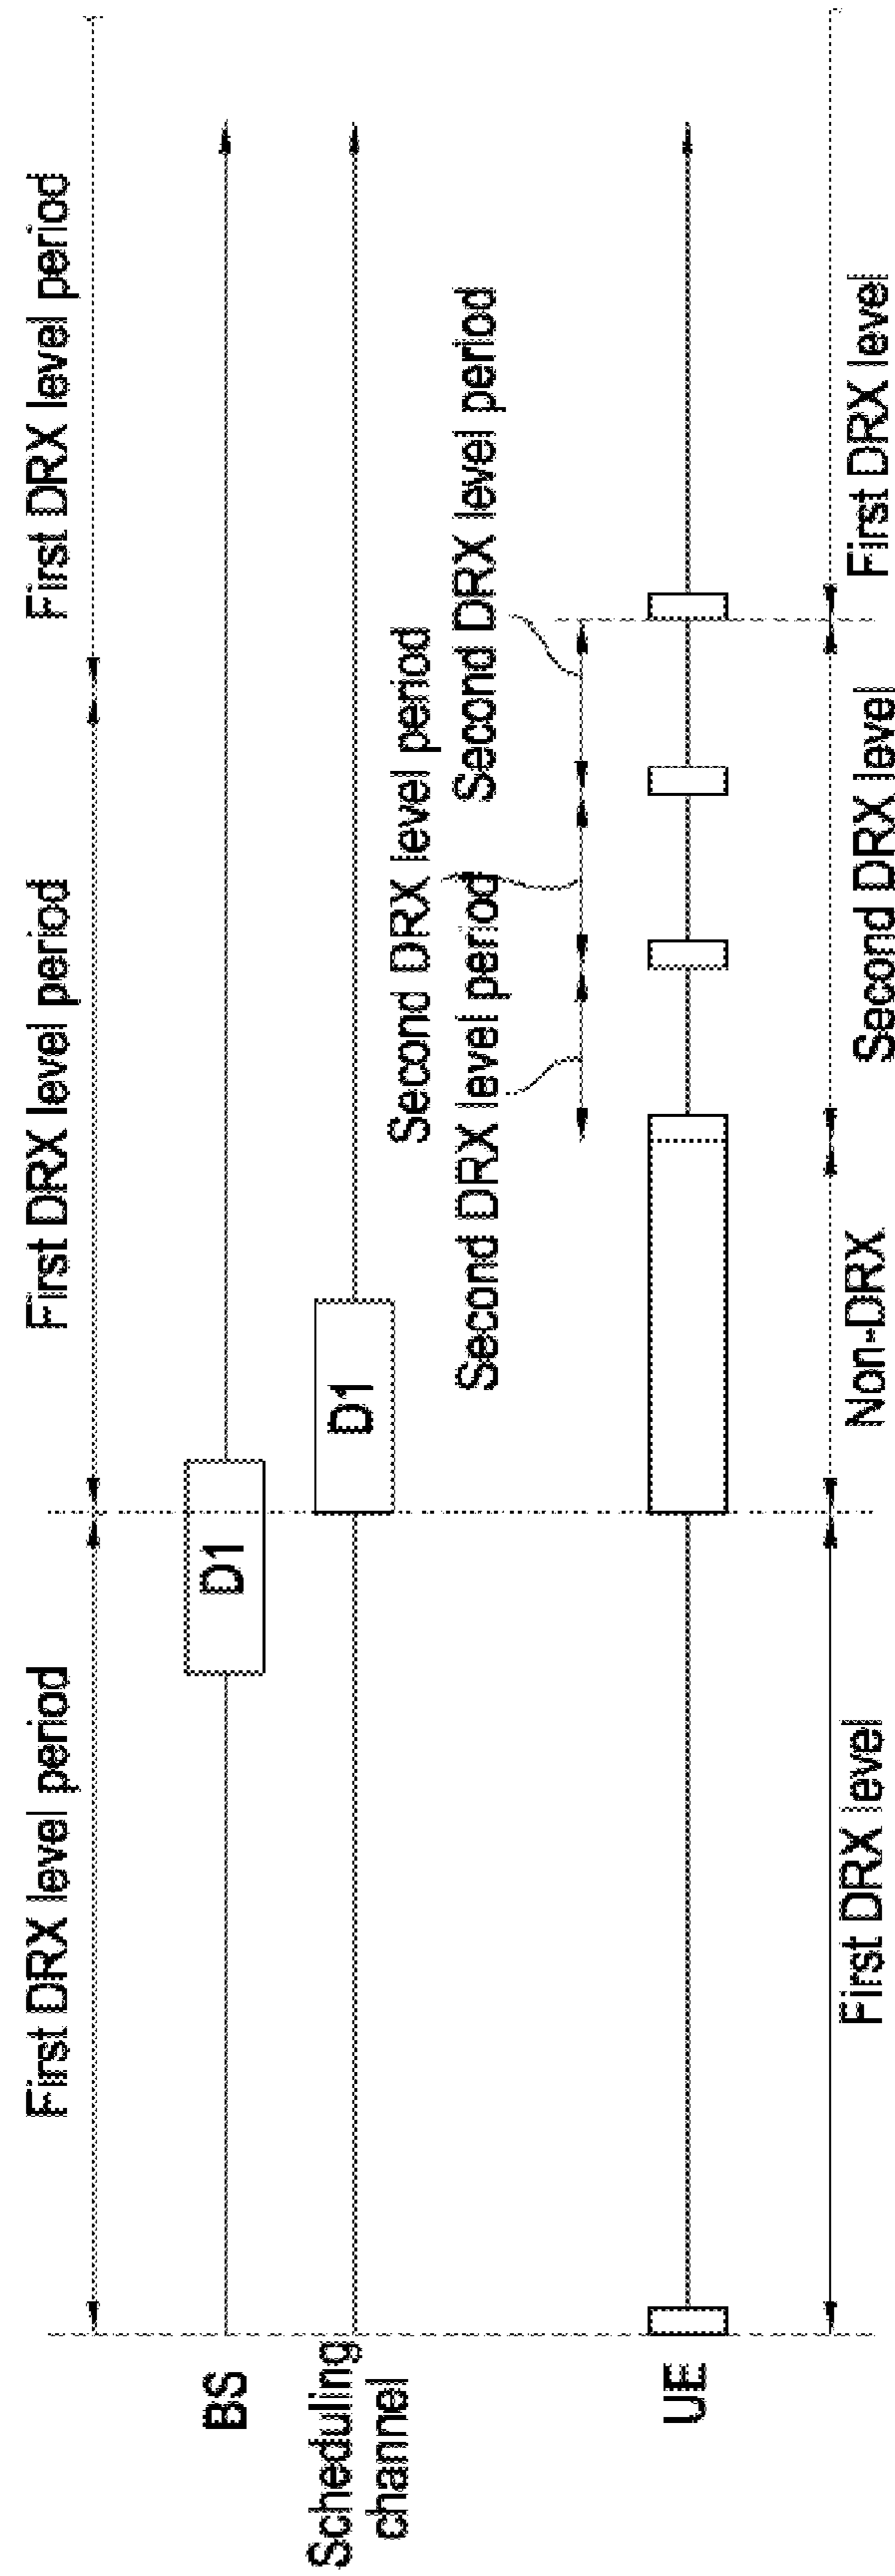 First DRX level period
First DRX level period
First DRX level period
BS
D1
Scheduling
channel
D1
Second DRX level period
Second DRX level period
Second DRX level period
UE
First DRX level
Non-DRX
Second DRX level
First DRX level